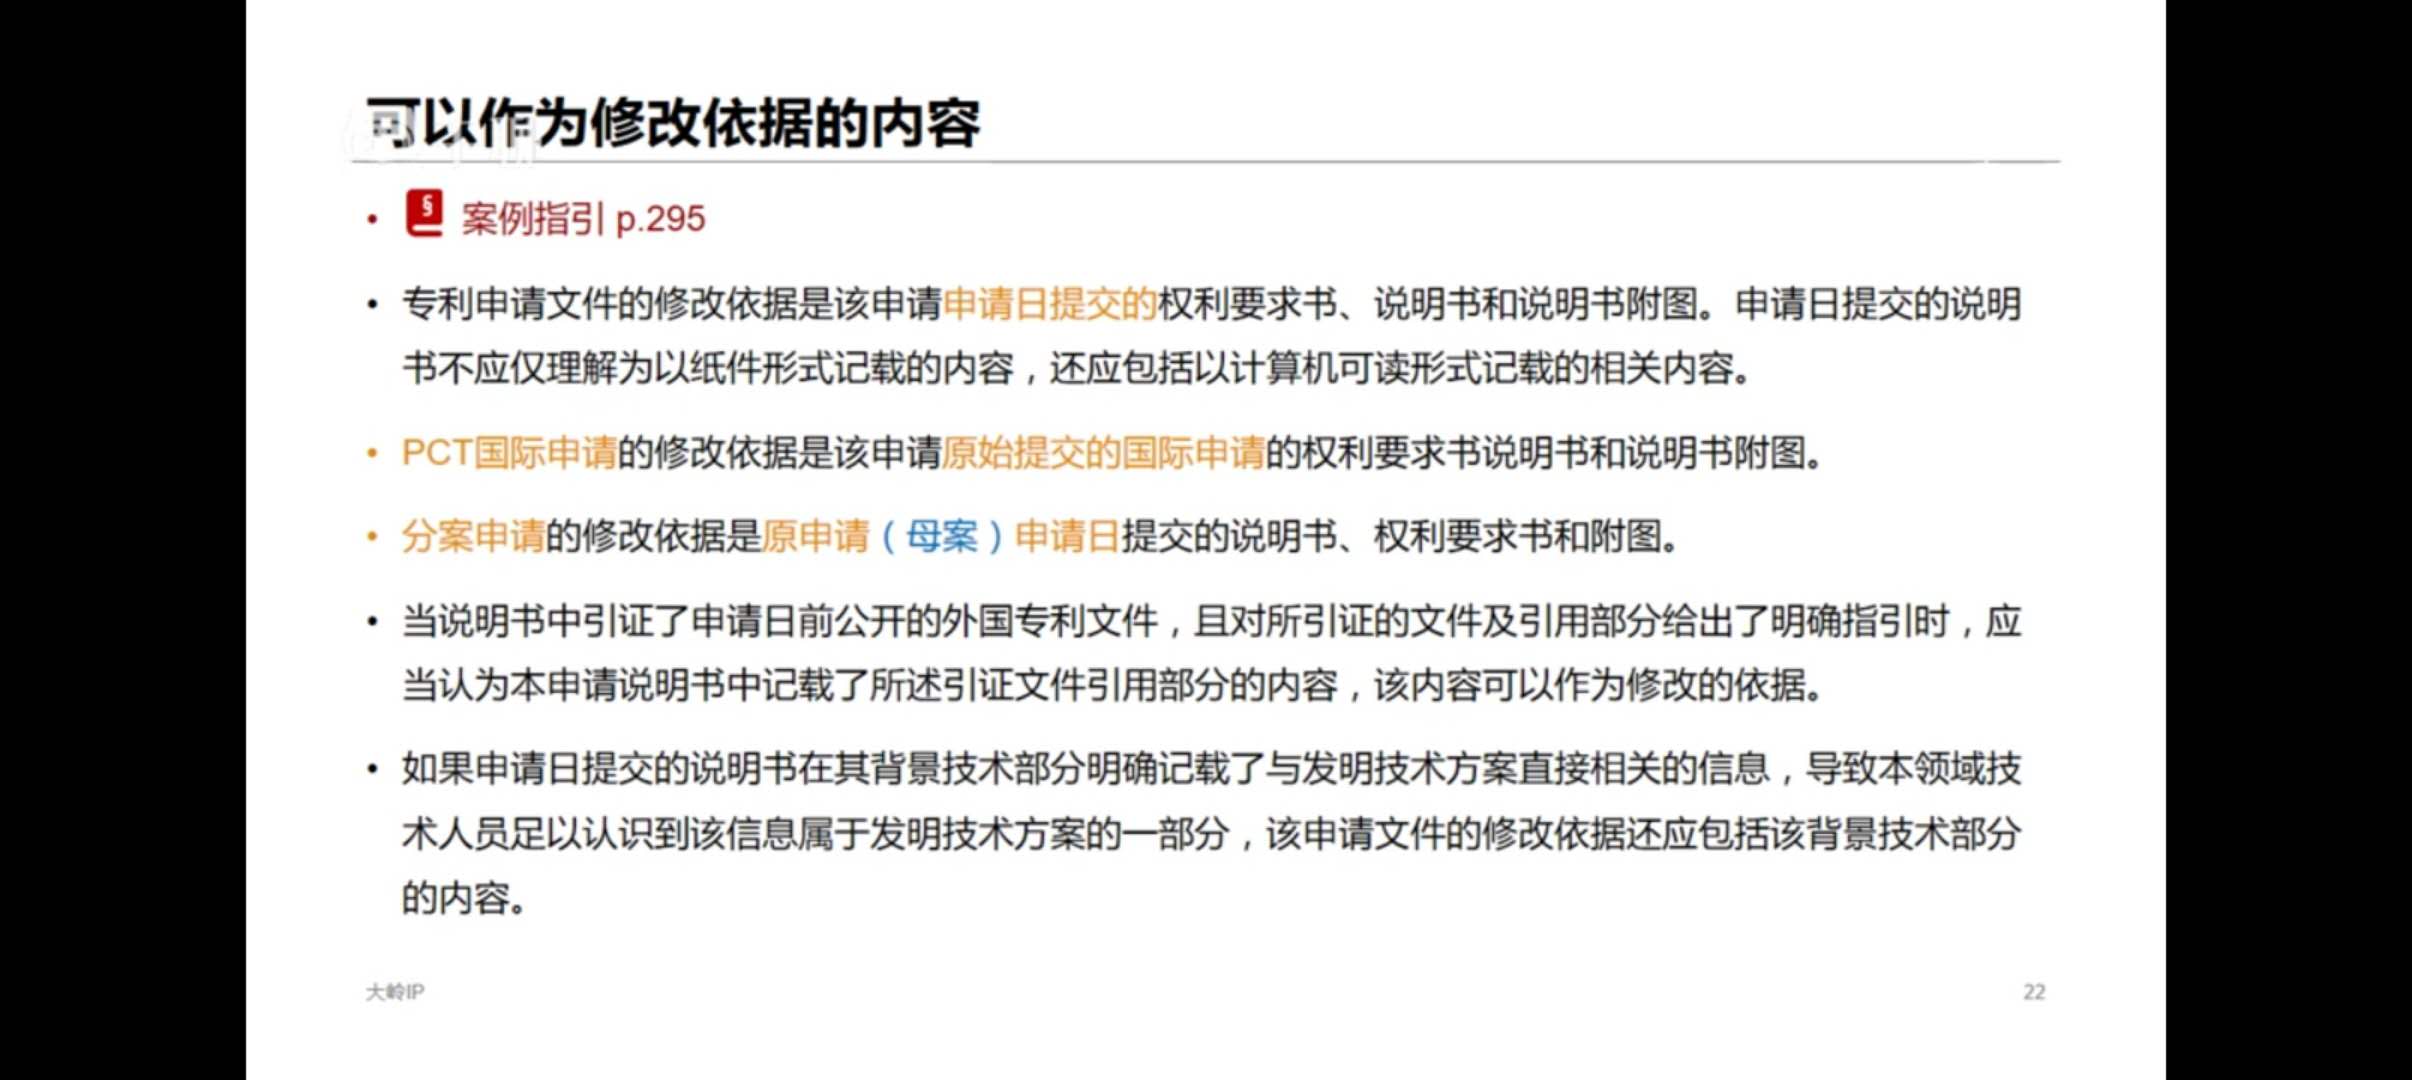 可以作为修改依据的内容
• § 案例指引 p.295
• 专利申请文件的修改依据是该申请申请日提交的权利要求书、说明书和说明书附图。申请日提交的说明
书不应仅理解为以纸件形式记载的内容，还应包括以计算机可读形式记载的相关内容。
• PCT国际申请的修改依据是该申请原始提交的国际申请的权利要求书说明书和说明书附图。
• 分案申请的修改依据是原申请（母案）申请日提交的说明书、权利要求书和附图。
• 当说明书中引证了申请日前公开的外国专利文件，且对所引证的文件及引用部分给出了明确指引时，应
当认为本申请说明书中记载了所述引证文件引用部分的内容，该内容可以作为修改的依据。
• 如果申请日提交的说明书在其背景技术部分明确记载了与发明技术方案直接相关的信息，导致本领域技
术人员足以认识到该信息属于发明技术方案的一部分，该申请文件的修改依据还应包括该背景技术部分
的内容。
大岭IP
22